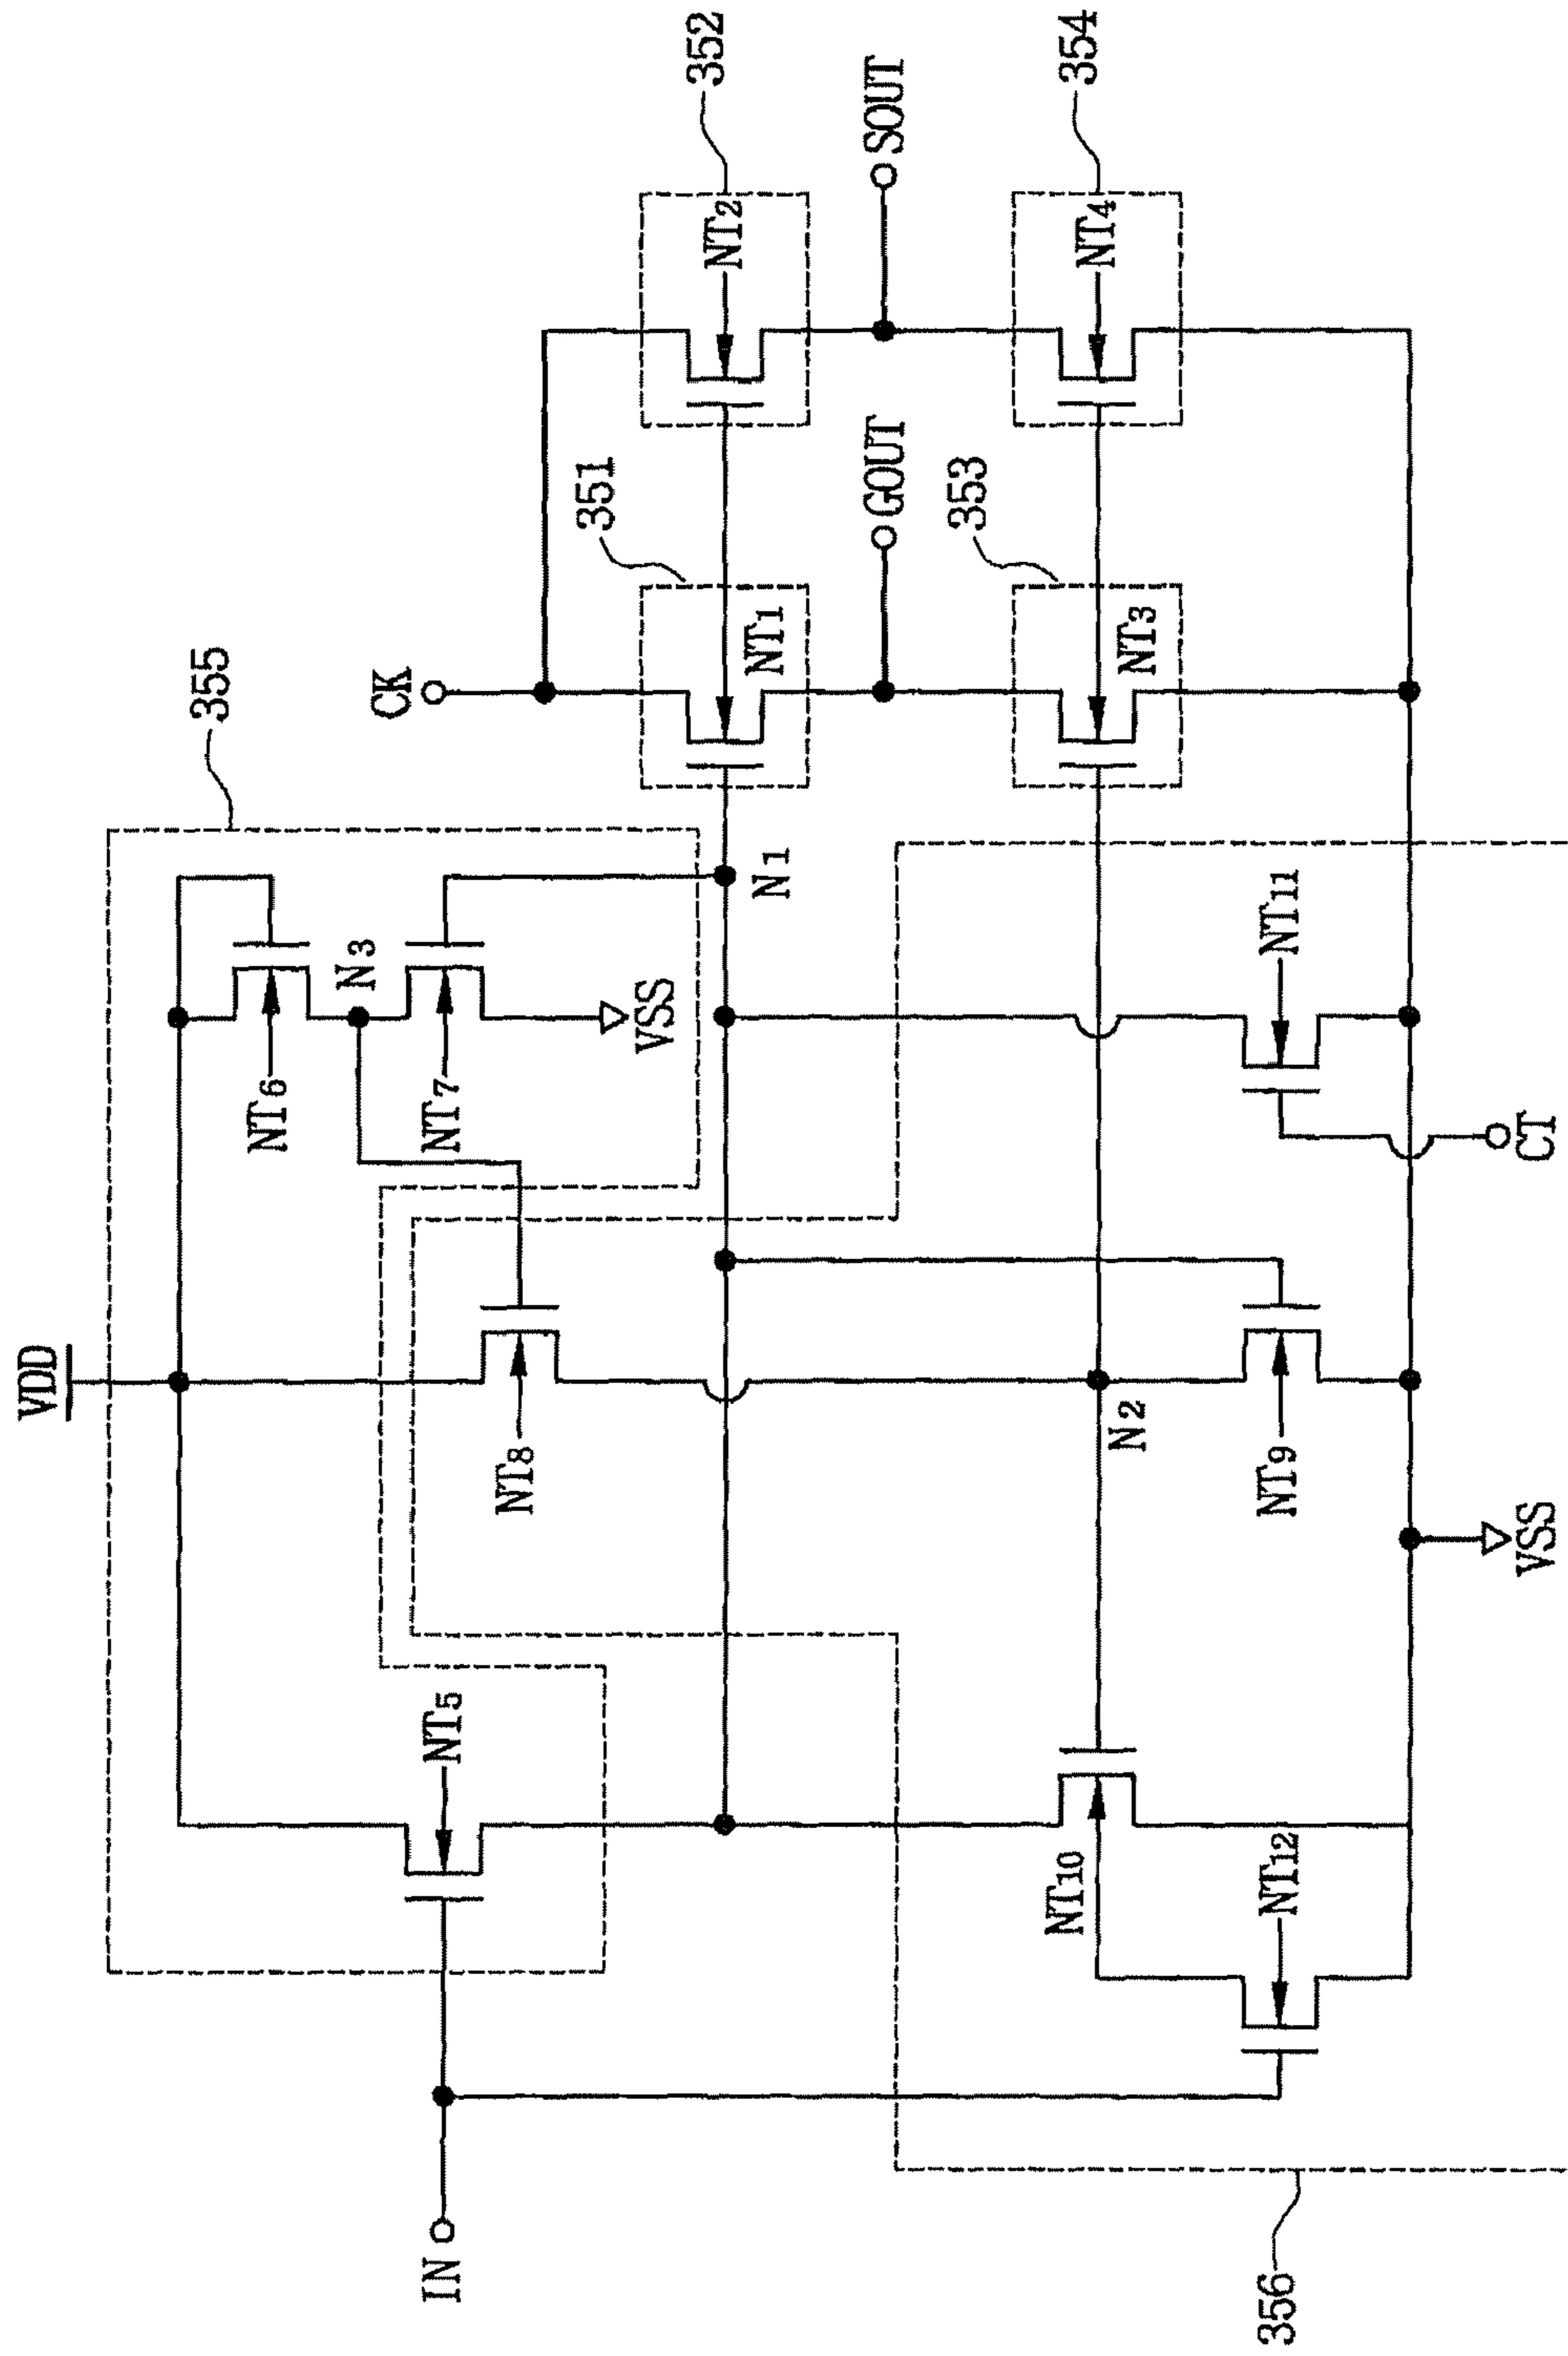 352
354
SOUT
NT2
NT4
351
GOUT
353
355
CK
NT1
NT3
N1
NT11
N3
VSS
NT6
NT7
CT
VDD
N2
NT8
NT9
VSS
NT5
NT10
NT12
IN
356